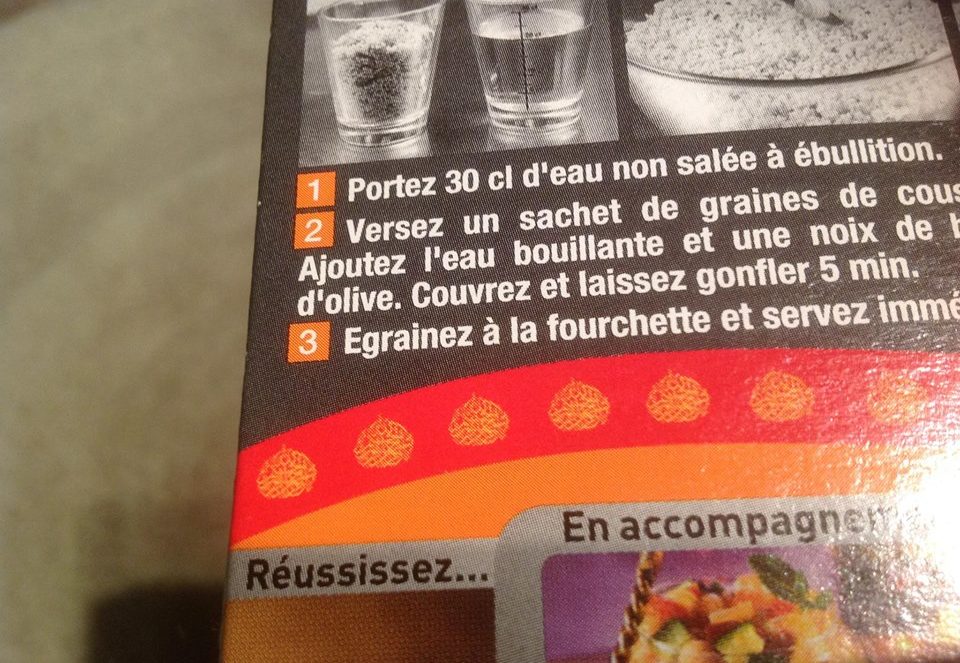 1 Portez 30 cl d'eau non salée à ébullition.
2 Versez un sachet de graines de cous
Ajoutez l'eau bouillante et une noix de b
d'olive. Couvrez et laissez gonfler 5 min.
3 Egrainez à la fourchette et servez immé
En accompagnem
Réussissez...